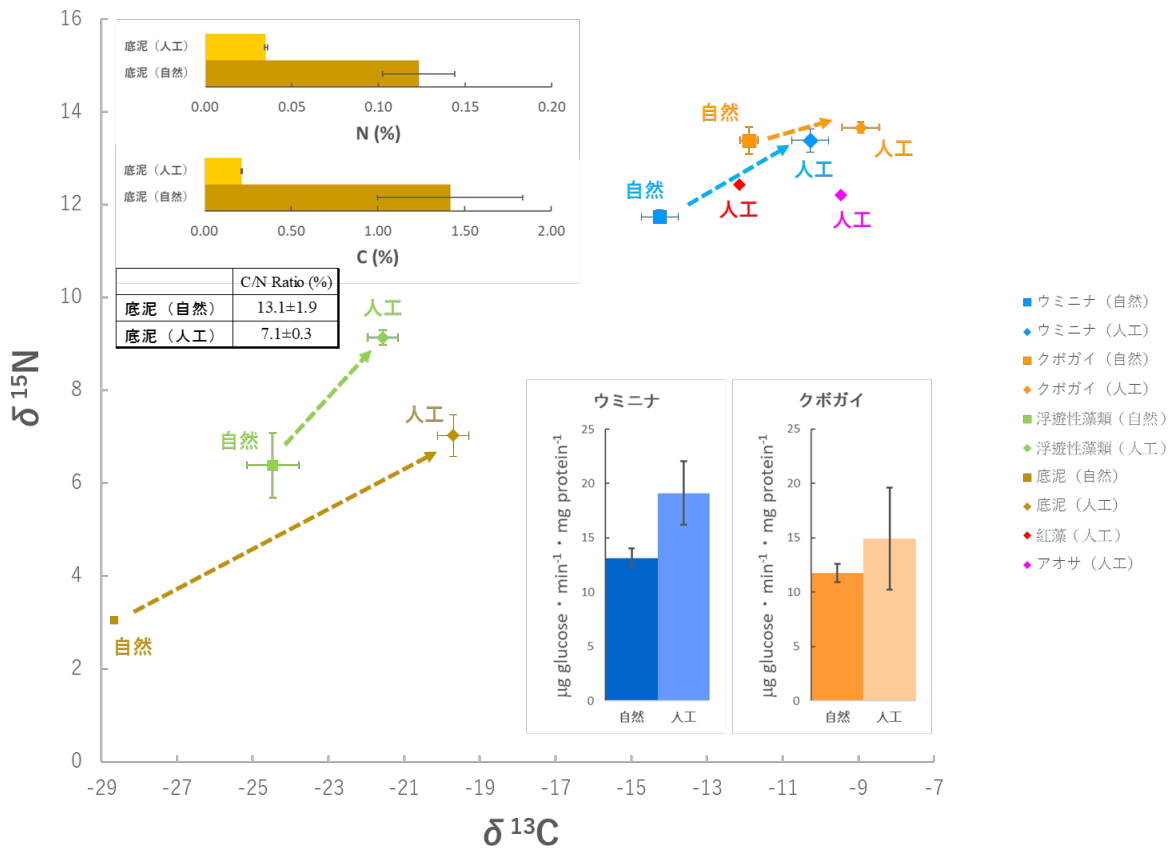 16
14
12
10
8
6
4
2
0
δ ¹⁵N
-29 -27 -25 -23 -21 -19 -17 -15 -13 -11 -9 -7
δ ¹³C
底泥（人工）
底泥（自然）
0.00 0.05 0.10 0.15 0.20
N (%)
底泥（人工）
底泥（自然）
0.00 0.50 1.00 1.50 2.00
C (%)
C/N Ratio (%)
底泥（自然） 13.1±1.9
底泥（人工） 7.1±0.3
自然
人工
自然
人工
人工
人工
人工
自然
人工
自然
自然
人工
ウミニナ
25
20
15
10
5
0
μg glucose・min⁻¹・mg protein⁻¹
自然 人工
クボガイ
25
20
15
10
5
0
μg glucose・min⁻¹・mg protein⁻¹
自然 人工
ウミニナ（自然）
ウミニナ（人工）
クボガイ（自然）
クボガイ（人工）
浮遊性藻類（自然）
浮遊性藻類（人工）
底泥（自然）
底泥（人工）
紅藻（人工）
アオサ（人工）